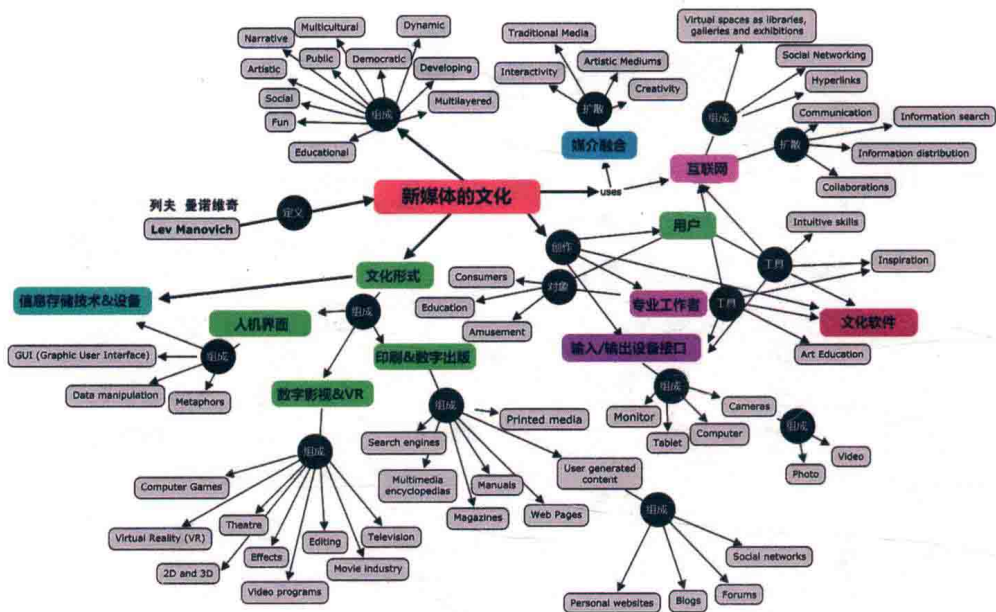 Narrative
Multicultural
Dynamic
Public
Democratic
Artistic
Developing
Social
Multilayered
Fun
组成
Educational
Traditional Media
Artistic Mediums
Interactivity
Creativity
扩散
媒介融合
Virtual spaces as libraries,
galleries and exhibitions
Social Networking
Hyperlinks
组成
Communication
Information search
扩散
Information distribution
Collaborations
互联网
uses
新媒体的文化
列夫 曼诺维奇
Lev Manovich
定义
创作
用户
Intuitive skills
工具
Inspiration
Consumers
对象
Education
Amusement
专业工作者
工具
文化软件
Art Education
输入/输出设备接口
组成
Monitor
Tablet
Computer
Cameras
组成
Video
Photo
文化形式
信息存储技术&设备
人机界面
组成
GUI (Graphic User Interface)
Data manipulation
Metaphors
组成
印刷&数字出版
数字影视&VR
组成
Printed media
Search engines
Multimedia
encyclopedias
Manuals
Magazines
Web Pages
User generated
content
组成
Social networks
Forums
Blogs
Personal websites
组成
Computer Games
Virtual Reality (VR)
Theatre
2D and 3D
Effects
Editing
Television
Movie industry
Video programs